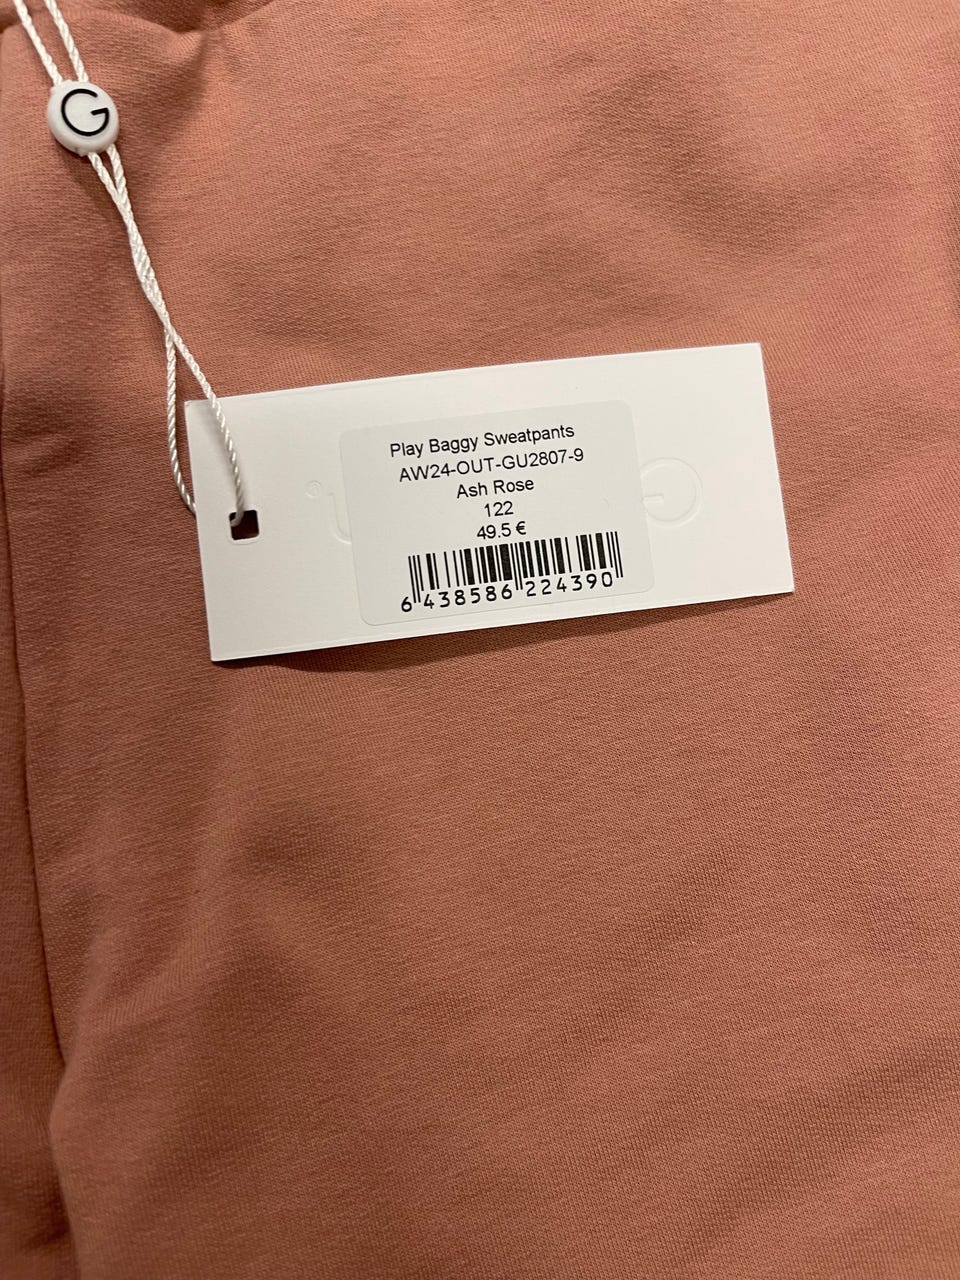 G
Play Baggy Sweatpants
AW24-OUT-GU2807-9
Ash Rose
122
49.5 €
6 438586 224390